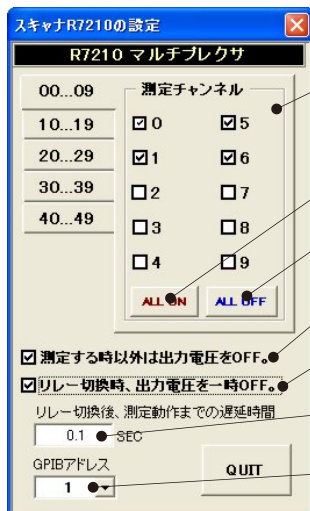 スキャナR7210の設定
R7210 マルチプレクサ
00...09
10...19
20...29
30...39
40...49
測定チャンネル
0 5
1 6
2 7
3 8
4 9
ALL ON ALL OFF
測定する時以外は出力電圧をOFF。
リレー切換時、出力電圧を一時OFF。
リレー切換後、測定動作までの遅延時間
0.1 SEC
GPIBアドレス
1
QUIT